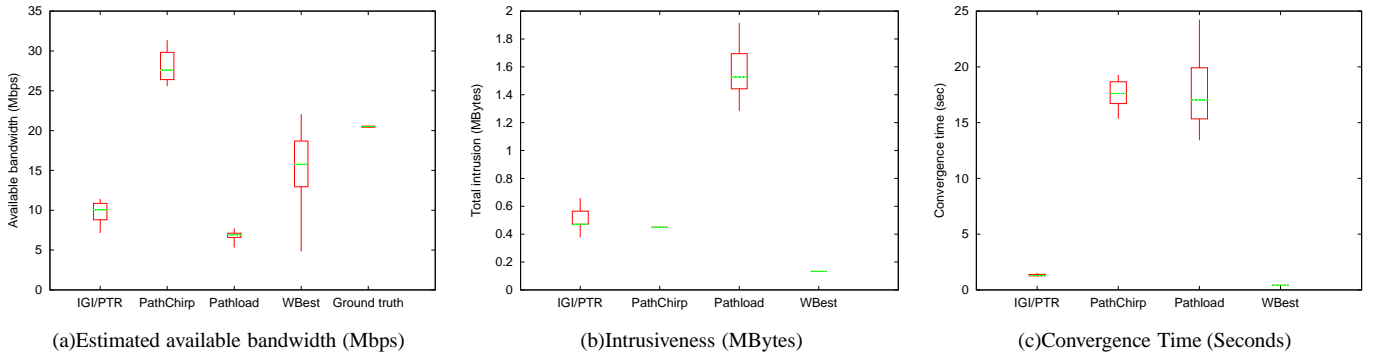 Available bandwidth (Mbps)
35
30
25
20
15
10
5
0
IGI/PTR PathChirp Pathload WBest Ground truth
(a)Estimated available bandwidth (Mbps)
Total intrusion (MBytes)
2
1.8
1.6
1.4
1.2
1
0.8
0.6
0.4
0.2
0
IGI/PTR PathChirp Pathload WBest
(b)Intrusiveness (MBytes)
Convergence time (sec)
25
20
15
10
5
0
IGI/PTR PathChirp Pathload WBest
(c)Convergence Time (Seconds)